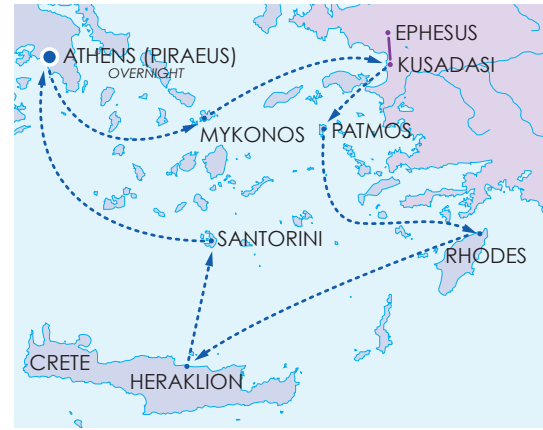 EPHESUS
ATHENS (PIRAEUS)
OVERNIGHT
KUSADASI
MYKONOS
PATMOS
SANTORINI
RHODES
CRETE
HERAKLION